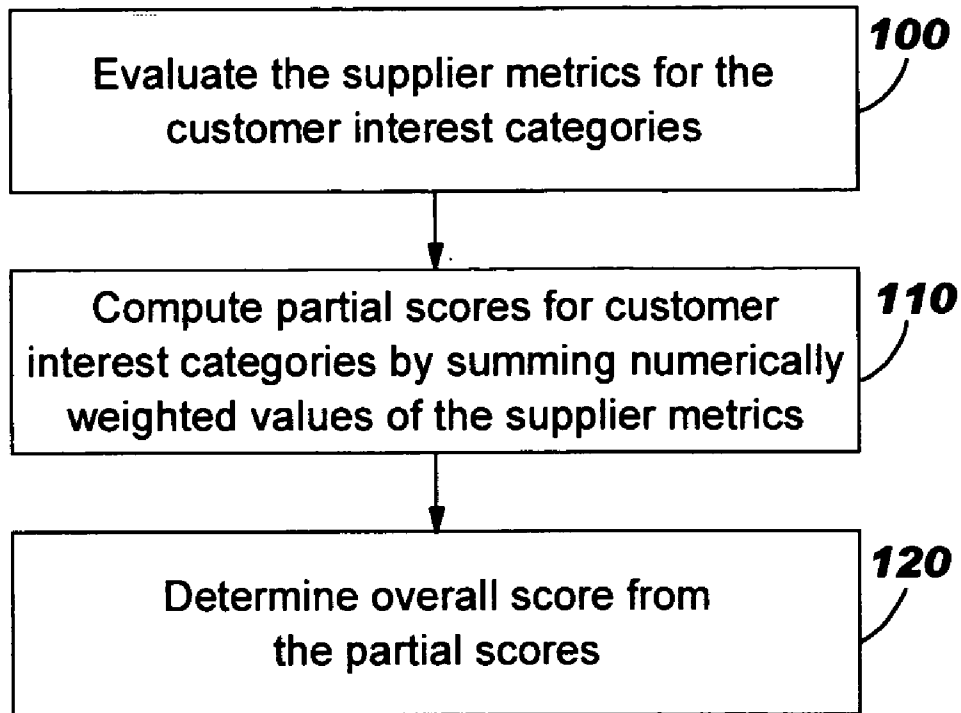 100
Evaluate the supplier metrics for the
customer interest categories
110
Compute partial scores for customer
interest categories by summing numerically
weighted values of the supplier metrics
120
Determine overall score from
the partial scores